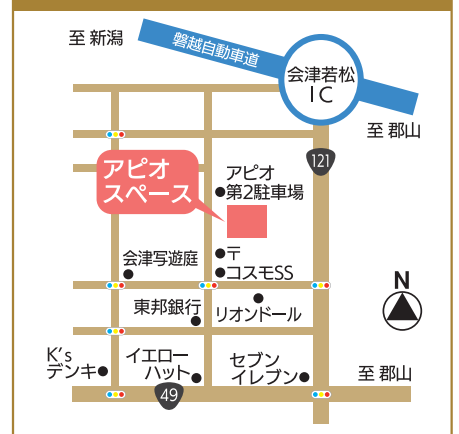 至 新潟
磐越自動車道
会津若松
IC
至 郡山
121
アピオ
スペース
アピオ
第2駐車場
〒
コスモSS
会津写遊庭
東邦銀行
リオンドール
N
K's
デンキ
イエロー
ハット
セブン
イレブン
至 郡山
49